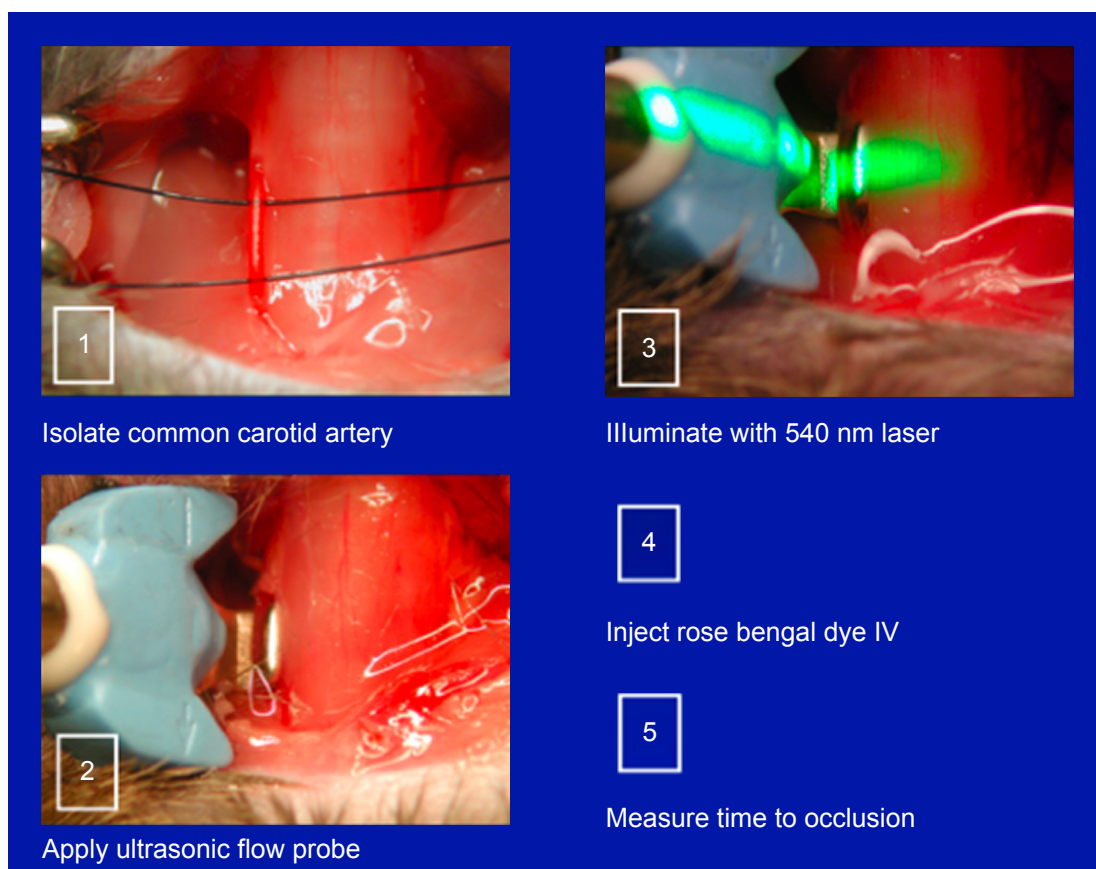 1
Isolate common carotid artery
2
Apply ultrasonic flow probe
3
Illuminate with 540 nm laser
4
Inject rose bengal dye IV
5
Measure time to occlusion